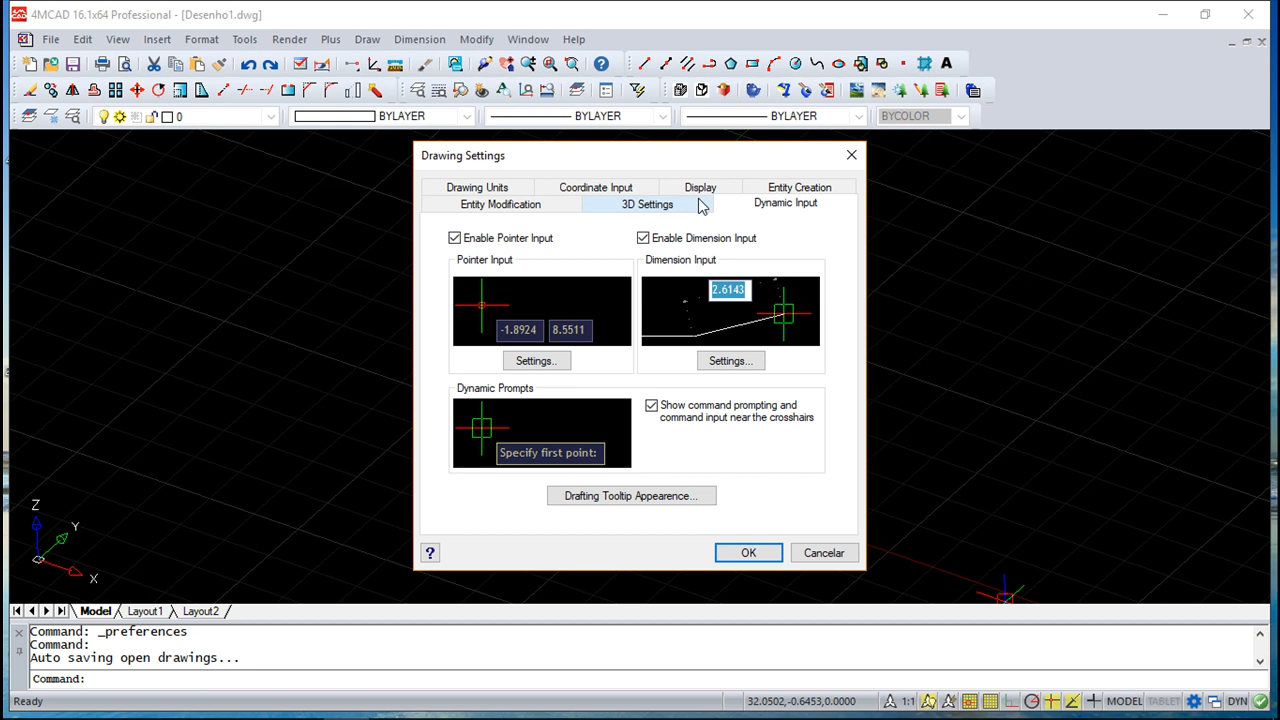 4MCAD 16.1x64 Professional - [Desenho1.dwg]
File Edit View Insert Format Tools Render Plus Draw Dimension Modify Window Help
1:1
0 BYLAYER BYLAYER BYLAYER BYCOLOR
Drawing Settings
Drawing Units Coordinate Input Display Entity Creation
Entity Modification 3D Settings Dynamic Input
Enable Pointer Input Enable Dimension Input
Pointer Input Dimension Input
2.6143
-1.8924 8.5511
Settings.. Settings...
Dynamic Prompts
Show command prompting and
command input near the crosshairs
Specify first point:
Drafting Tooltip Appearence...
? OK Cancelar
Z
Y
X
Model Layout1 Layout2
Command: _preferences
Command:
Auto saving open drawings...
Command:
Ready 32.0502,-0.6453,0.0000 1:1 MODEL TABLET DYN